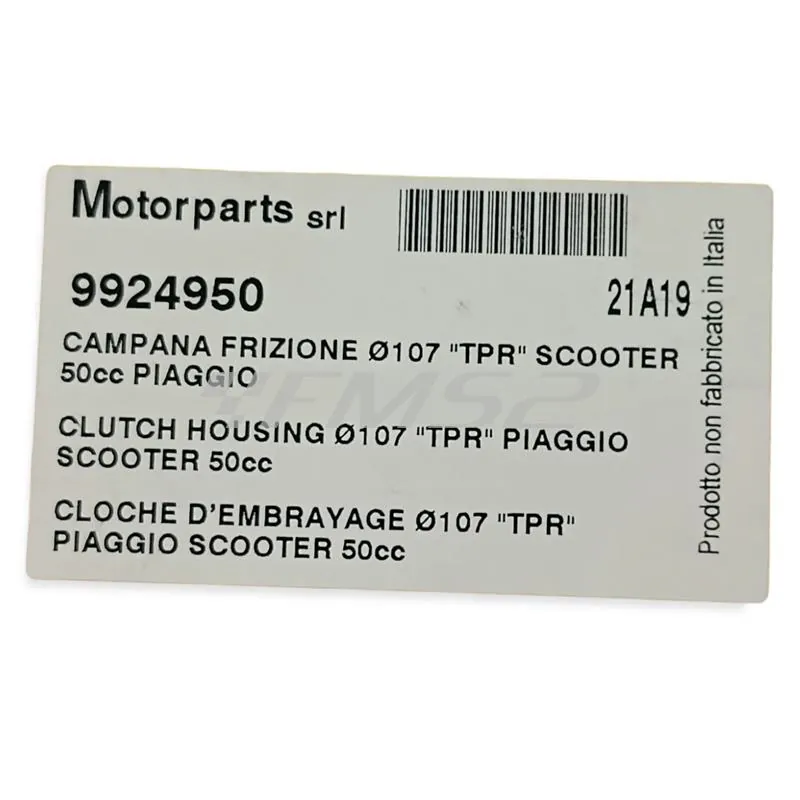 Motorparts srl
9924950
21A19
CAMPANA FRIZIONE Ø107 "TPR" SCOOTER
50cc PIAGGIO
CLUTCH HOUSING Ø107 "TPR" PIAGGIO
SCOOTER 50cc
CLOCHE D'EMBRAYAGE Ø107 "TPR"
PIAGGIO SCOOTER 50cc
Prodotto non fabbricato in Italia
FMS2